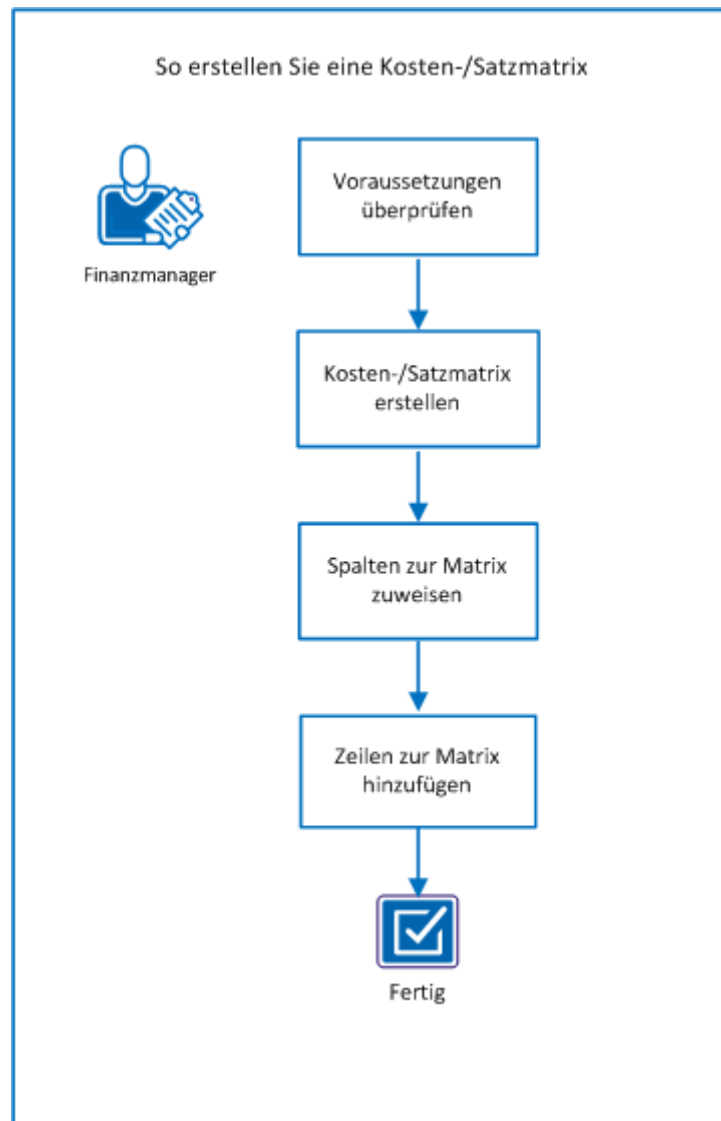 So erstellen Sie eine Kosten-/Satzmatrix
Finanzmanager
Voraussetzungen
überprüfen
Kosten-/Satzmatrix
erstellen
Spalten zur Matrix
zuweisen
Zeilen zur Matrix
hinzufügen
Fertig